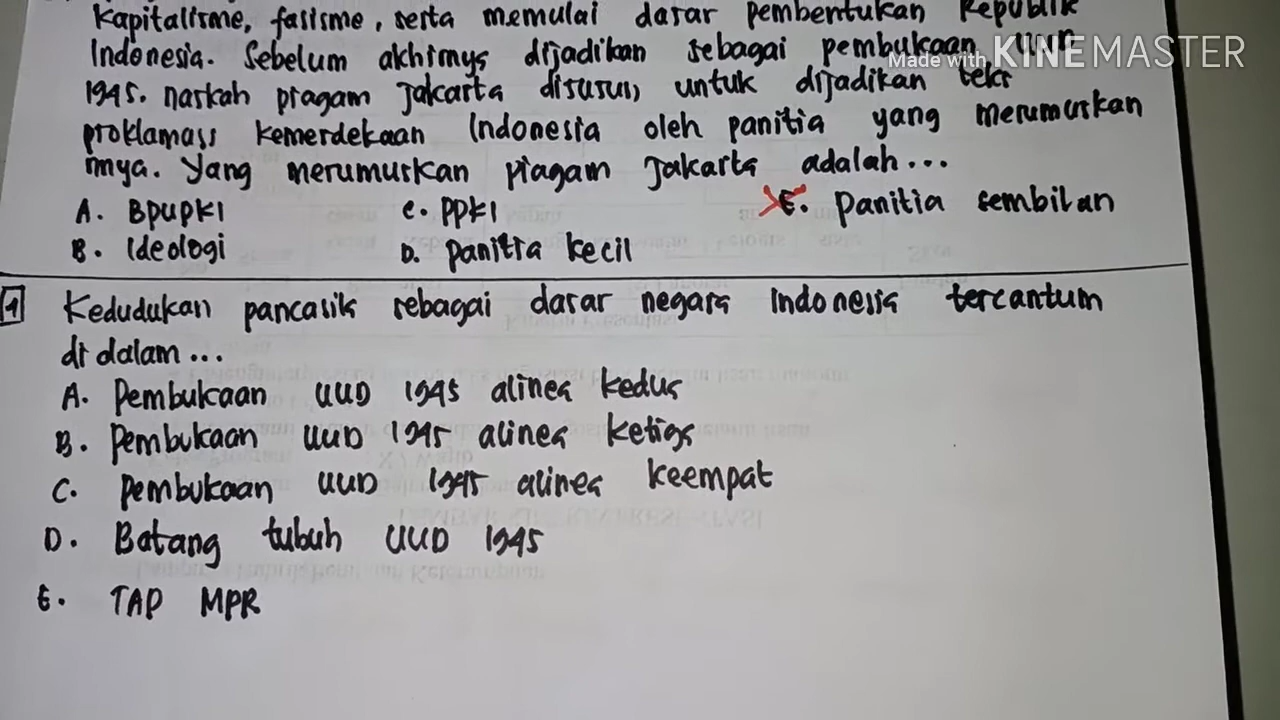 kapitalisme, fasisme, serta memulai dasar pembentukan Republik
Indonesia. Sebelum akhirnya dijadikan sebagai pembukaan UUD
Made with KINEMASTER
1945. naskah piagam Jakarta disusun untuk dijadikan teks
proklamasi kemerdekaan Indonesia oleh panitia yang merumuskan
nnya. Yang merumuskan piagam Jakarta adalah...
A. BPUPKI
c. PPKI
E. Panitia sembilan
B. Ideologi
D. Panitia kecil
Kedudukan pancasila sebagai dasar negara Indonesia tercantum
di dalam...
A. Pembukaan UUD 1945 alinea kedua
B. Pembukaan UUD 1945 alinea ketiga
C. Pembukaan UUD 1945 alinea keempat
D. Batang tubuh UUD 1945
E. TAP MPR